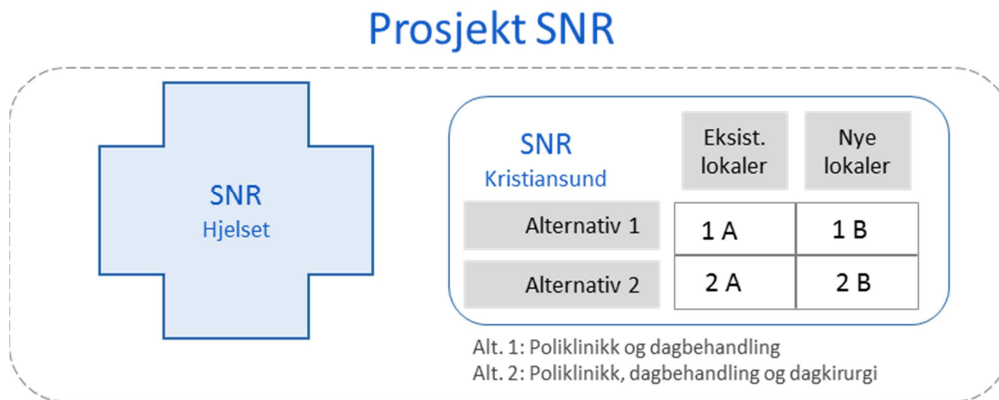 Prosjekt SNR
SNR
Hjelset
SNR
Kristiansund
Eksist.
lokaler
Nye
lokaler
Alternativ 1
1 A
1 B
Alternativ 2
2 A
2 B
Alt. 1: Poliklinikk og dagbehandling
Alt. 2: Poliklinikk, dagbehandling og dagkirurgi